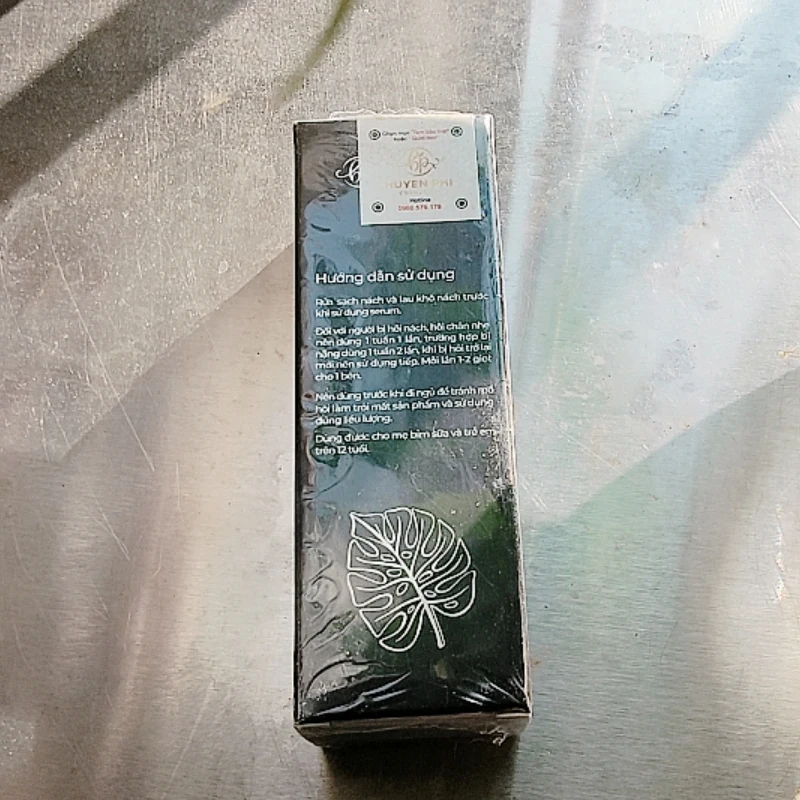 HUYEN PHI
Hotline
Hướng dẫn sử dụng
Rửa sạch nách và lau khô nách trước
khi sử dụng serum.
Đối với người bị hôi nách, hôi chân nhẹ
nên dùng 1 tuần 1 lần, trường hợp bị
nặng dùng 1 tuần 2 lần, khi bị hôi trở lại
mới nên sử dụng tiếp. Mỗi lần 1-2 giọt
cho 1 bên.
Nên dùng trước khi đi ngủ để tránh mồ
hôi làm trôi mất sản phẩm và sử dụng
đúng liều lượng.
Dùng được cho mẹ bỉm sữa và trẻ em
trên 12 tuổi.